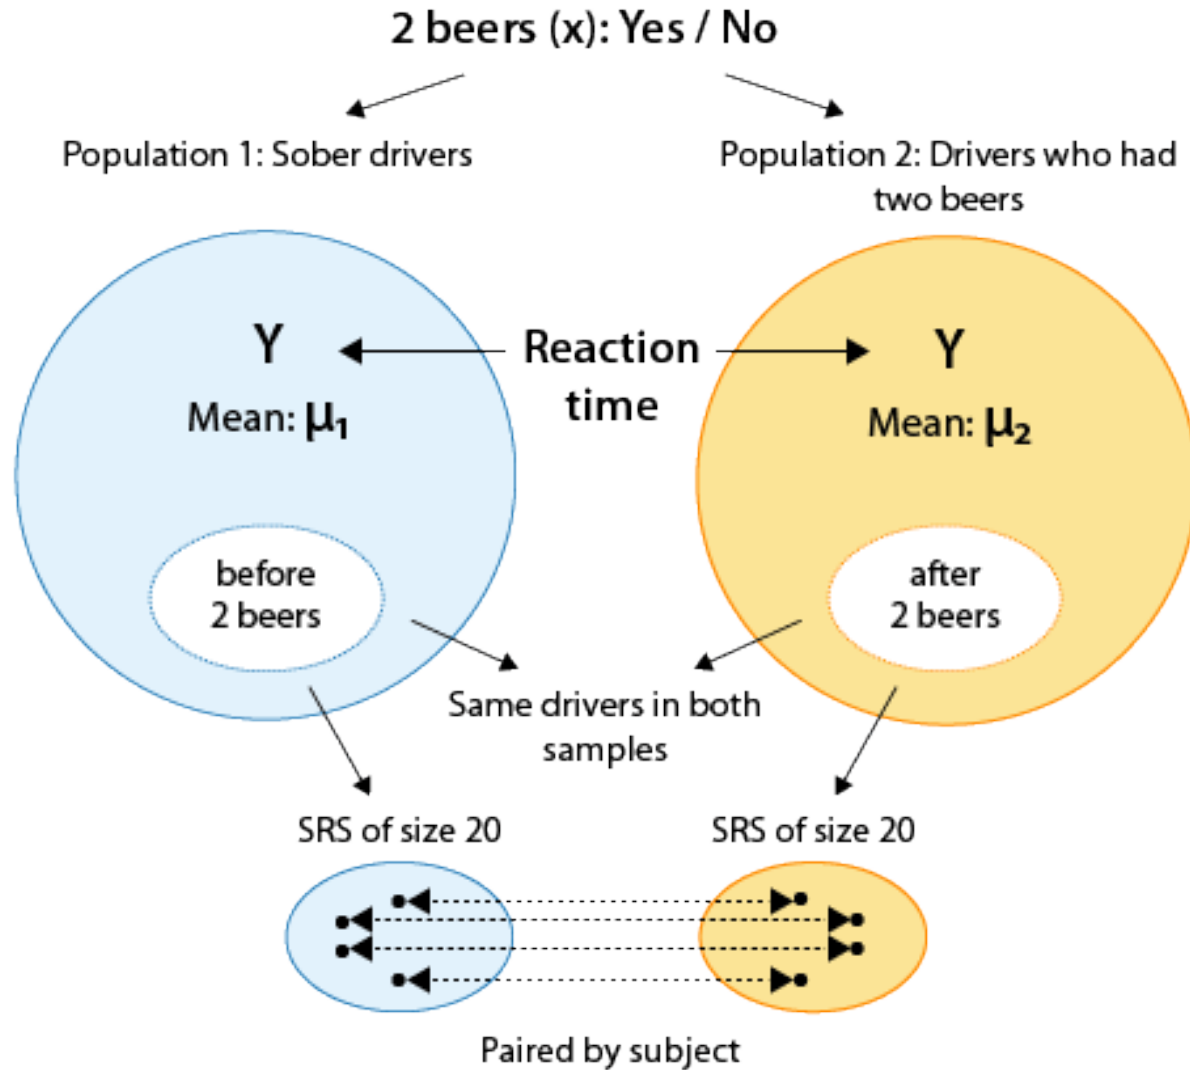 2 beers (x): Yes / No
Population 1: Sober drivers
Population 2: Drivers who had
two beers
Y
Reaction
time
Y
Mean: μ₁
Mean: μ₂
before
2 beers
after
2 beers
Same drivers in both
samples
SRS of size 20
SRS of size 20
Paired by subject